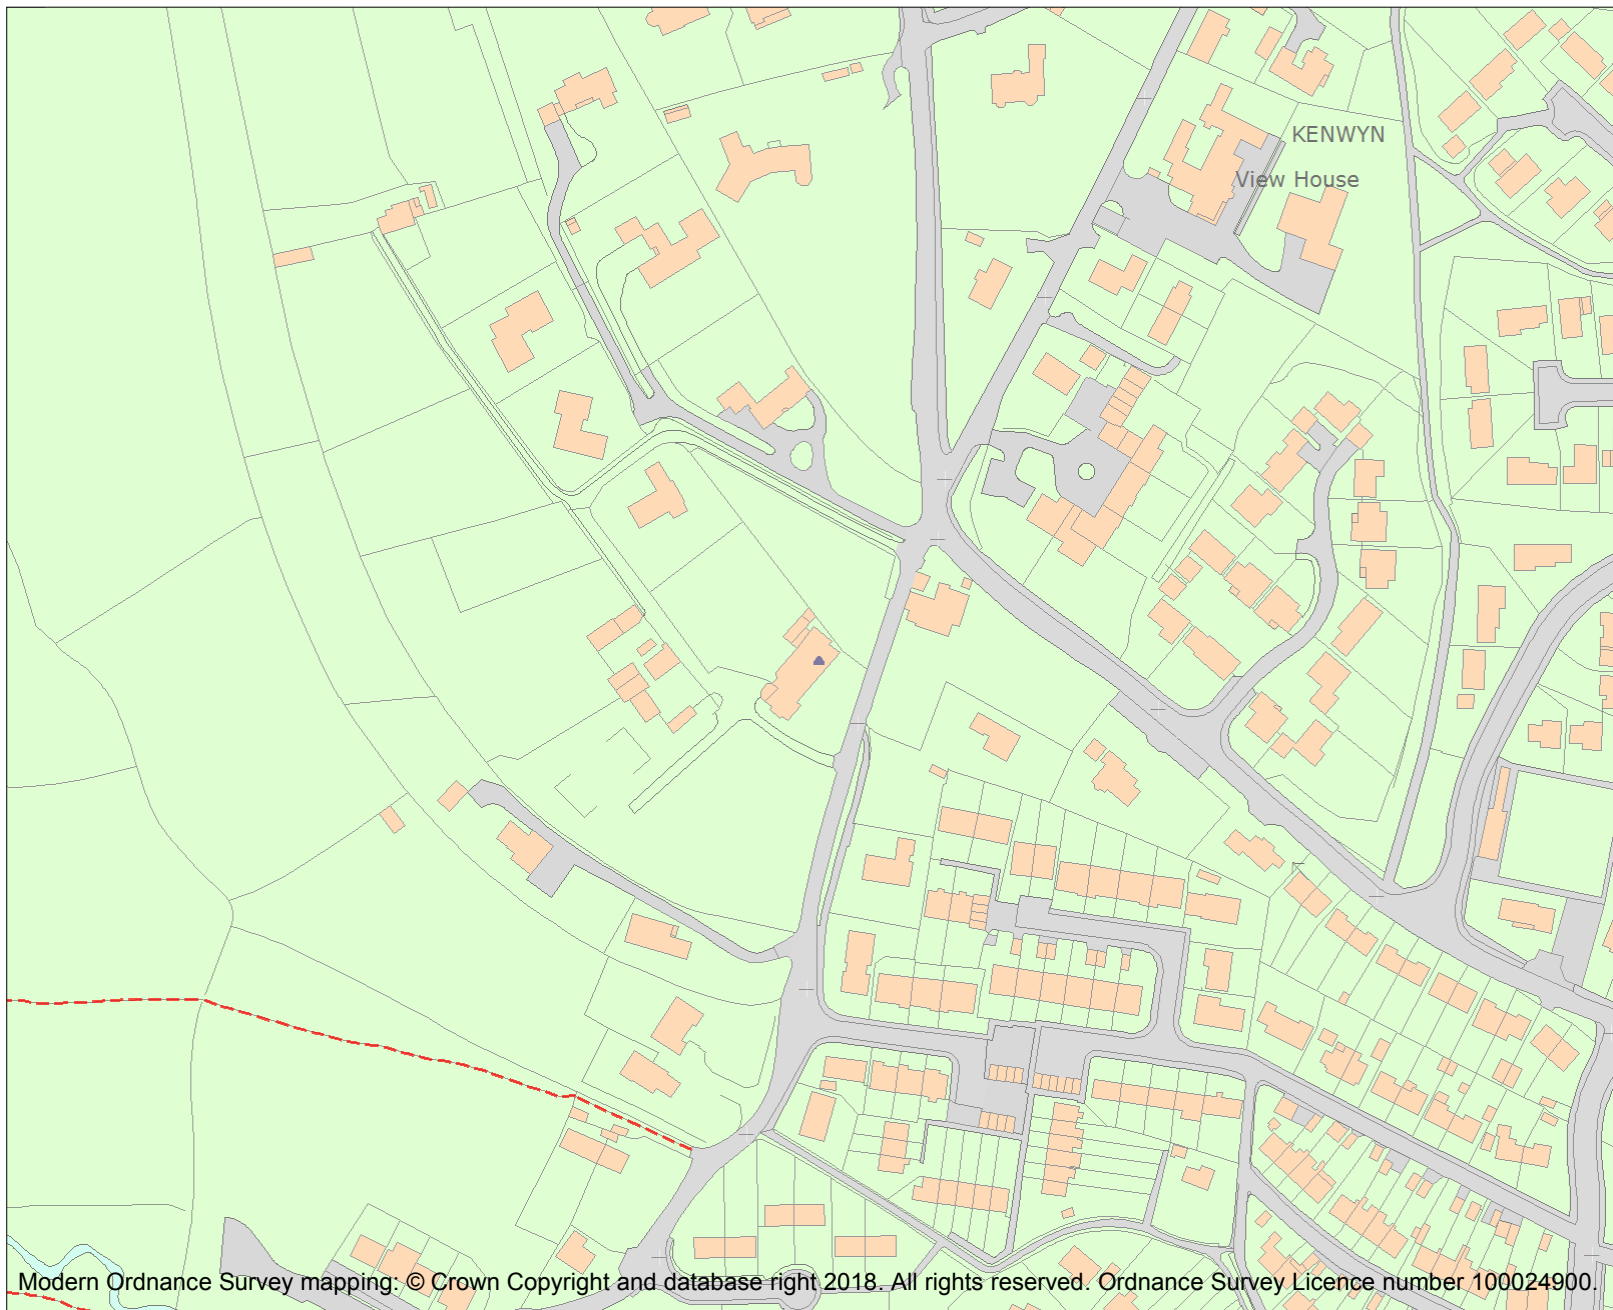 KENWYN
View House
Modern Ordnance Survey mapping: © Crown Copyright and database right 2018. All rights reserved. Ordnance Survey Licence number 100024900.